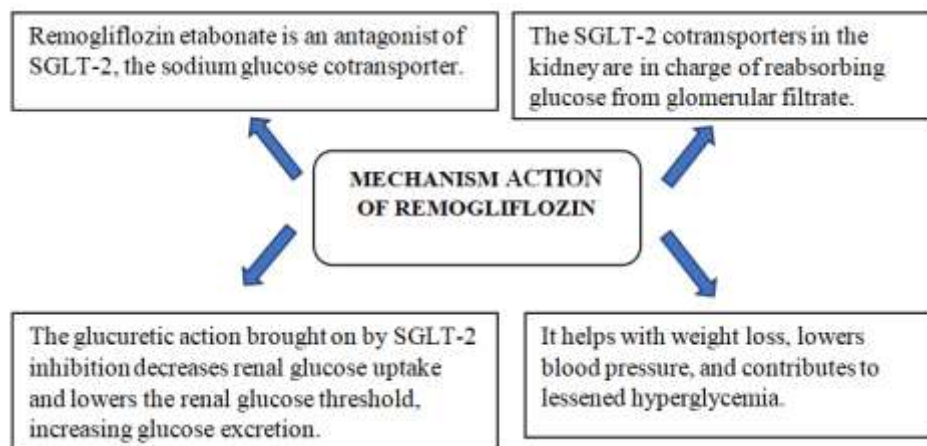 Remogliflozin etabonate is an antagonist of
SGLT-2, the sodium glucose cotransporter.
The SGLT-2 cotransporters in the
kidney are in charge of reabsorbing
glucose from glomerular filtrate.
MECHANISM ACTION
OF REMOGLIFLOZIN
The glucuretic action brought on by SGLT-2
inhibition decreases renal glucose uptake
and lowers the renal glucose threshold,
increasing glucose excretion.
It helps with weight loss, lowers
blood pressure, and contributes to
lessened hyperglycemia.